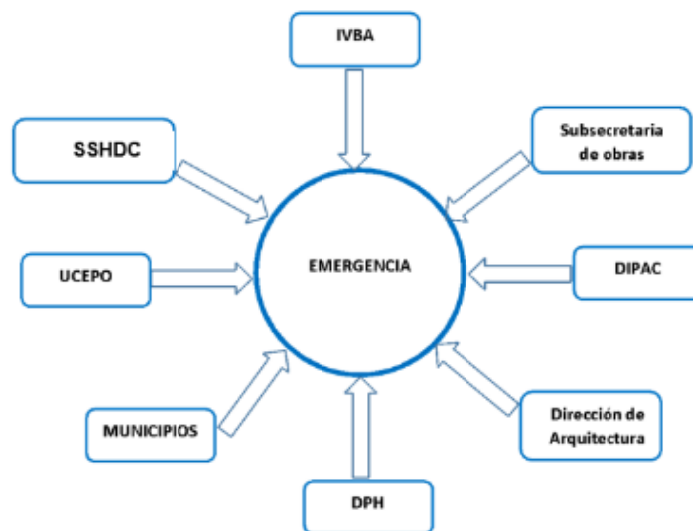 IVBA
SSHDC
Subsecretaria
de obras
UCEPO
EMERGENCIA
DIPAC
MUNICIPIOS
Dirección de
Arquitectura
DPH